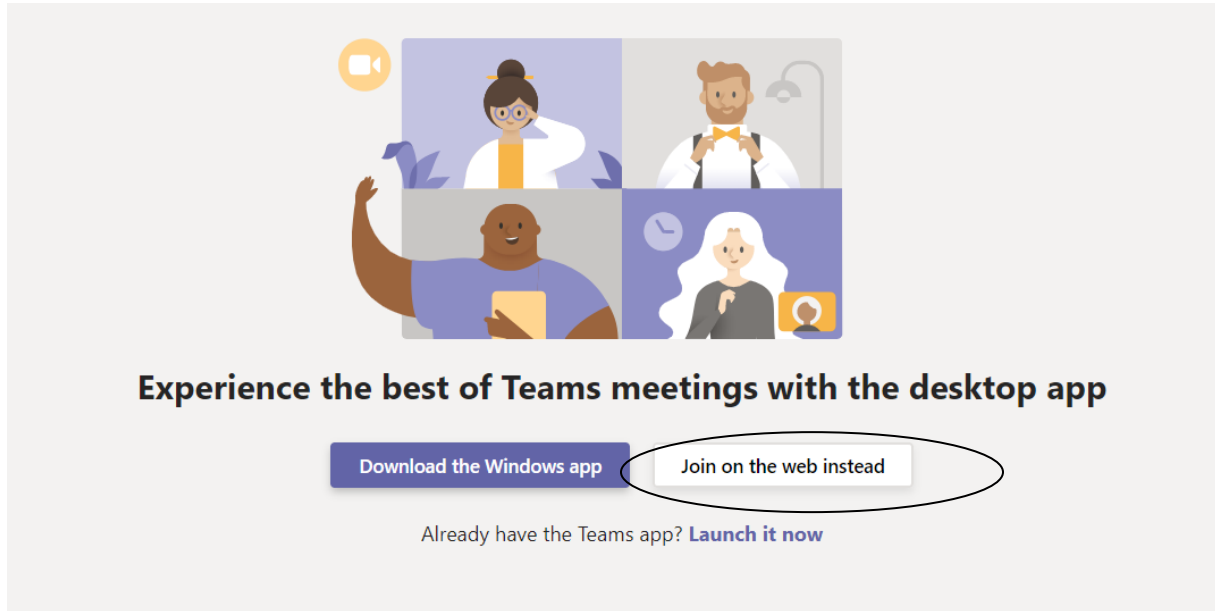 Experience the best of Teams meetings with the desktop app
Download the Windows app
Join on the web instead
Already have the Teams app? Launch it now